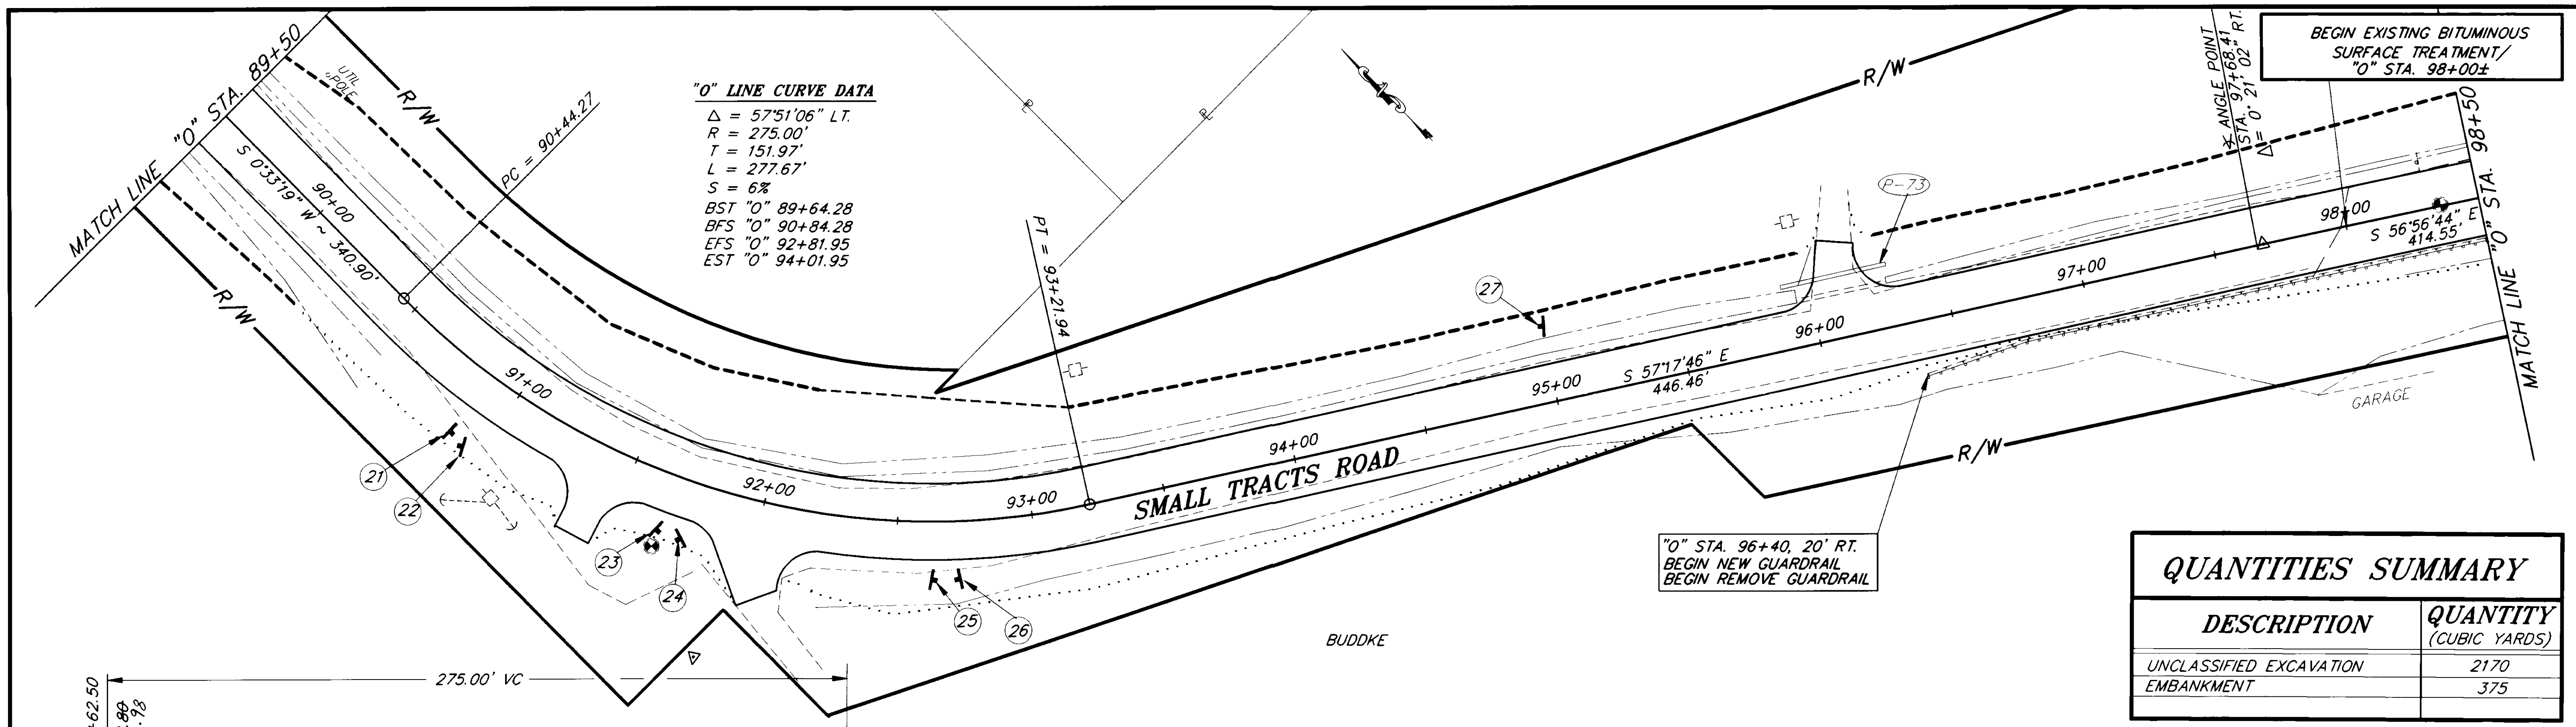 MATCH LINE "O" STA. 89+50
UTIL
POLE
R/W
S 0°33'19" W ~ 340.90'
90+00
PC = 90+44.27
R/W
"O" LINE CURVE DATA
Δ = 57°51'06" LT.
R = 275.00'
T = 151.97'
L = 277.67'
S = 6%
BST "O" 89+64.28
BFS "O" 90+84.28
EFS "O" 92+81.95
EST "O" 94+01.95
PL
PL
R/W
ANGLE POINT
STA. 97+68.41
Δ = 0° 21' 02" RT.
BEGIN EXISTING BITUMINOUS
SURFACE TREATMENT/
"O" STA. 98+00±
MATCH LINE "O" STA. 98+50
P-73
PT = 93+21.94
27
91+00
92+00
93+00
94+00
95+00
96+00
97+00
98+00
S 57°17'46" E
446.46'
S 56°56'44" E
414.55'
GARAGE
R/W
SMALL TRACTS ROAD
21
22
23
24
25
26
"O" STA. 96+40, 20' RT.
BEGIN NEW GUARDRAIL
BEGIN REMOVE GUARDRAIL
BUDDKE
275.00' VC
+62.50
.80
.98
QUANTITIES SUMMARY
DESCRIPTION QUANTITY
(CUBIC YARDS)
UNCLASSIFIED EXCAVATION 2170
EMBANKMENT 375